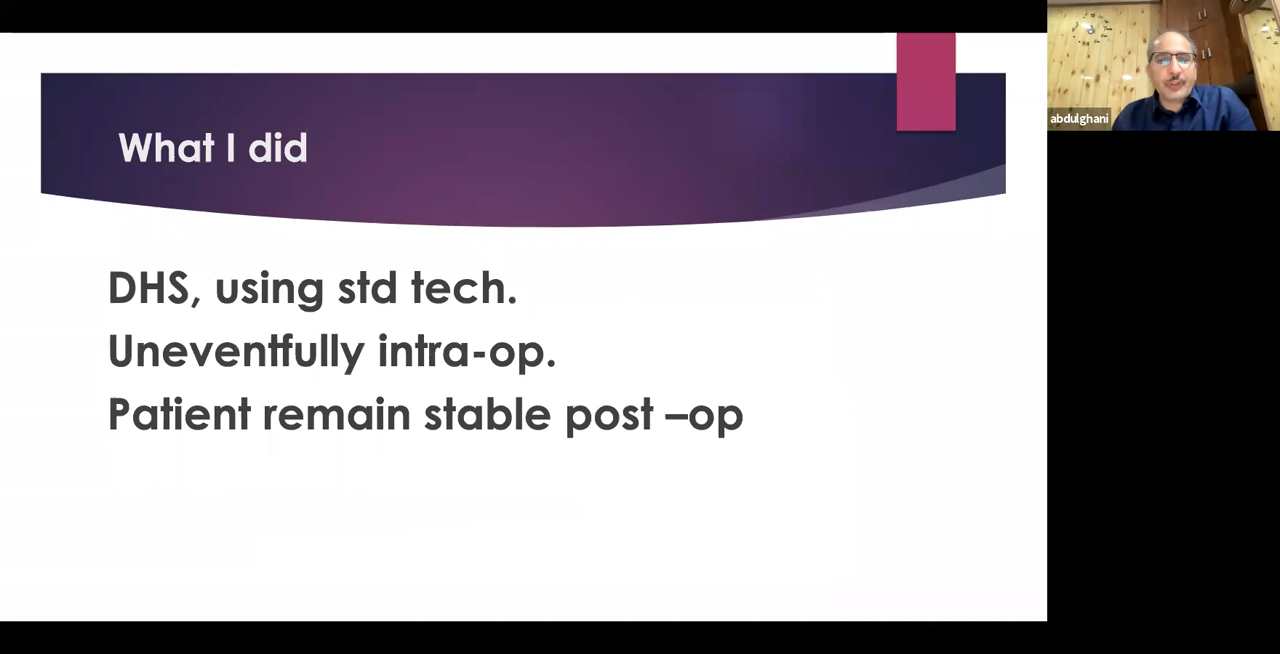 What I did
DHS, using std tech.
Uneventfully intra-op.
Patient remain stable post –op
abdulghani